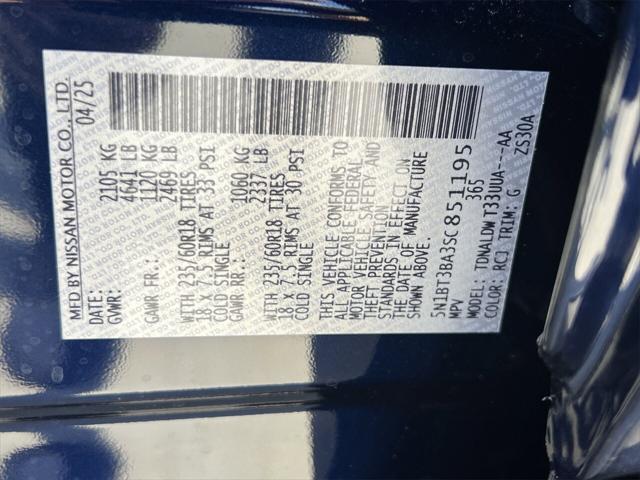 MFD BY NISSAN MOTOR CO., LTD.
04/25
GVWR: 2105 KG
4641 LB
GAWR FR.: 1120 KG
2469 LB
WITH 235/60R18 TIRES
18 X 7.5 RIMS AT 33 PSI
COLD SINGLE
GAWR RR.: 1060 KG
2337 LB
WITH 235/60R18 TIRES
18 X 7.5 RIMS AT 30 PSI
COLD SINGLE
THIS VEHICLE CONFORMS TO
ALL APPLICABLE FEDERAL
MOTOR VEHICLE SAFETY AND
THEFT PREVENTION
STANDARDS IN EFFECT ON
THE DATE OF MANUFACTURE
SHOWN ABOVE.
5N1BT3BA3SC851195
MPV 365
MODEL: TDNALDWT33UUA---AA
COLOR: RCJ TRIM: G ZS30A